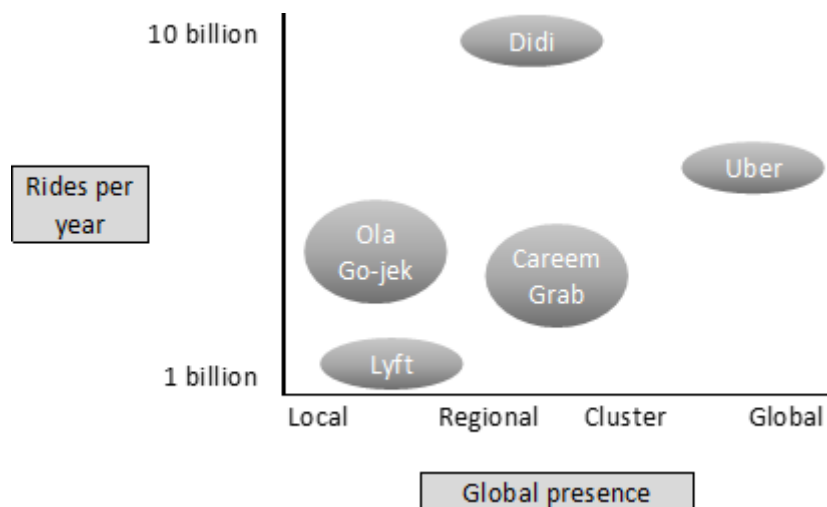 10 billion
Didi
Uber
Rides per
year
Ola
Go-jek
Careem
Grab
Lyft
1 billion
Local
Regional
Cluster
Global
Global presence